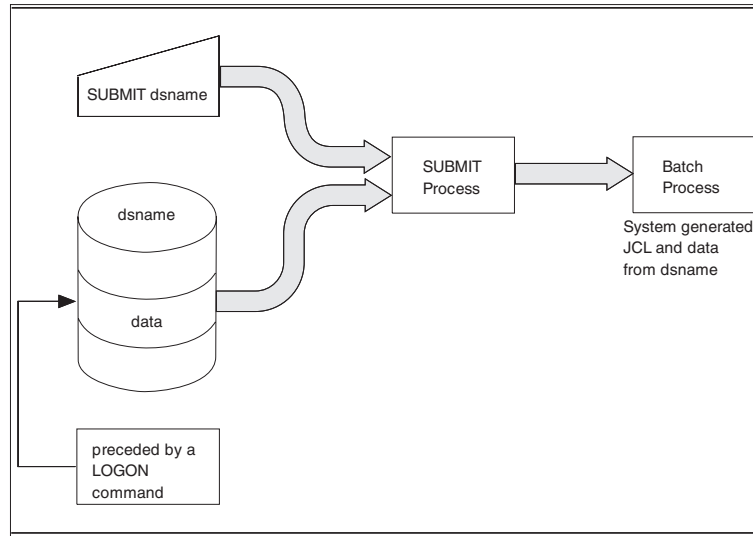 SUBMIT dsname
SUBMIT
Process
Batch
Process
dsname
System generated
JCL and data
from dsname
data
preceded by a
LOGON
command